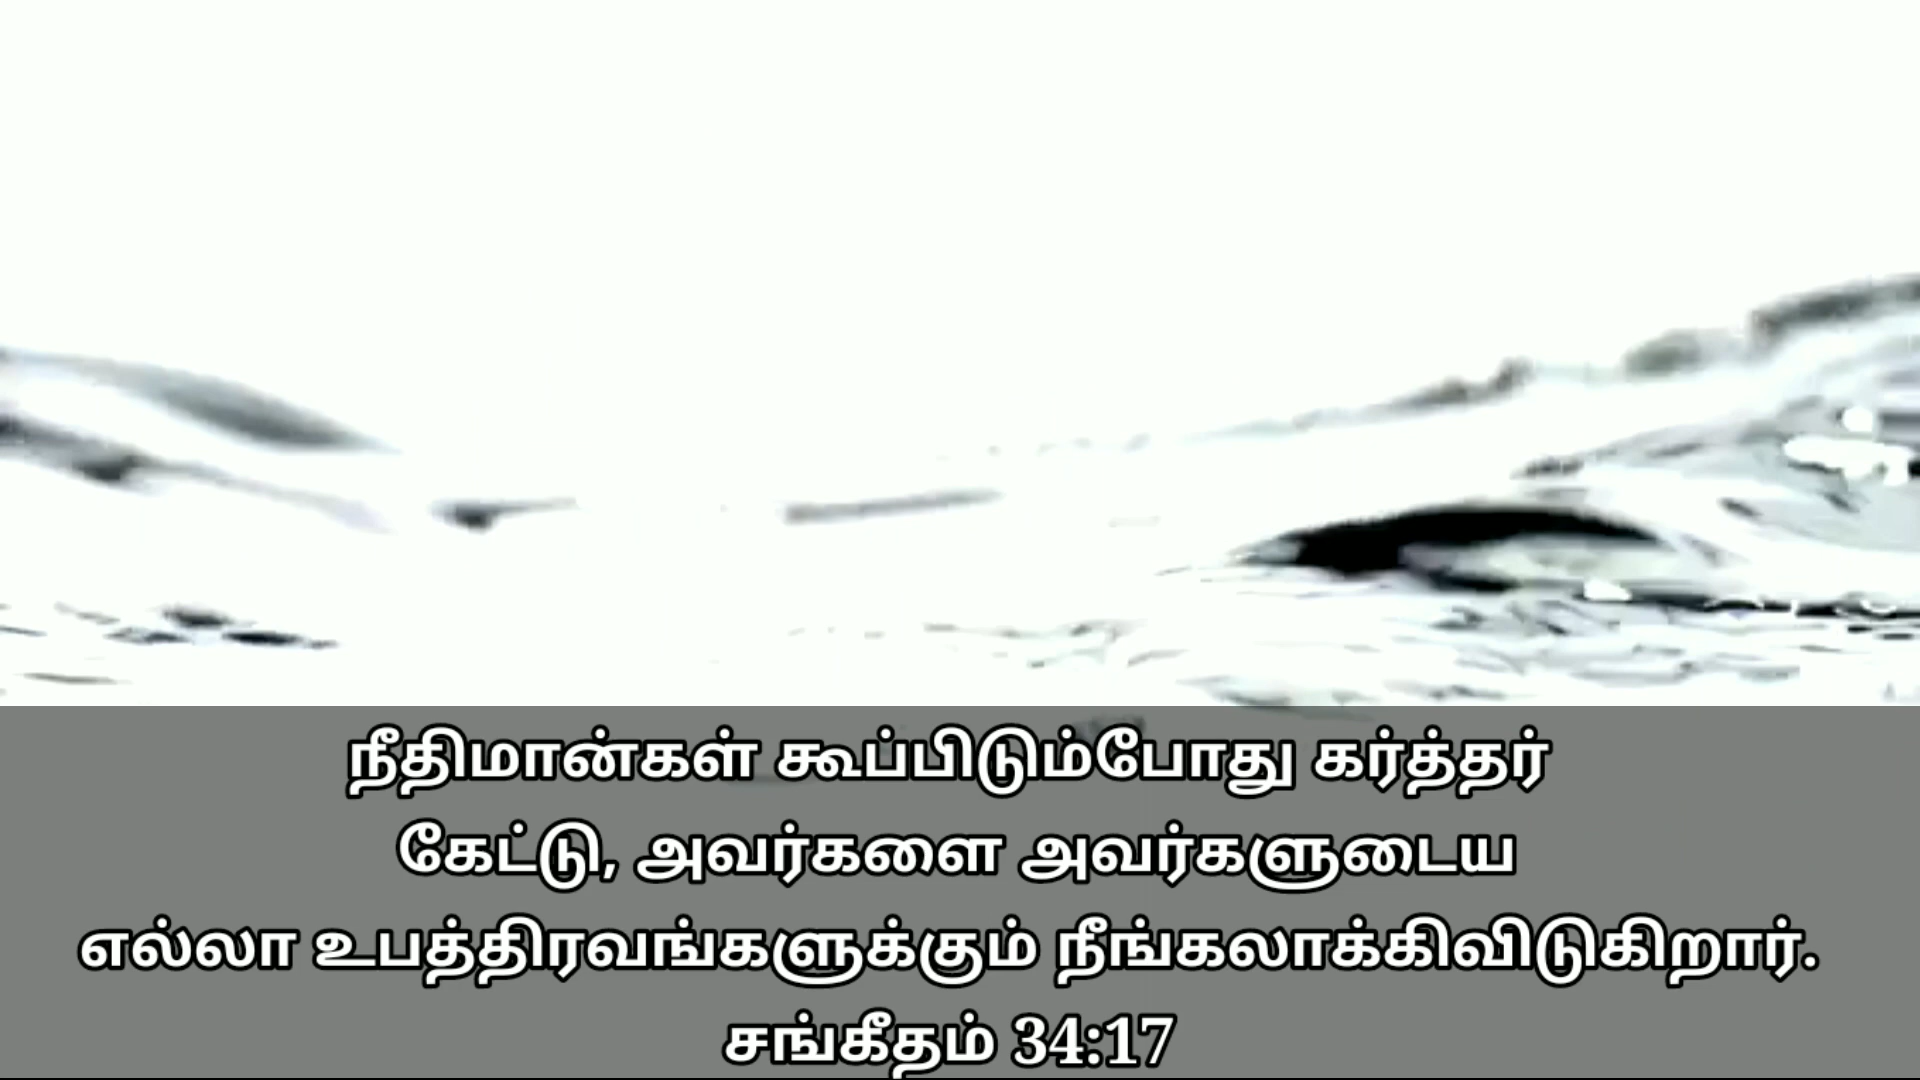 நீதிமான்கள் கூப்பிடும்போது கர்த்தர்
கேட்டு, அவர்களை அவர்களுடைய
எல்லா உபத்திரவங்களுக்கும் நீங்கலாக்கிவிடுகிறார்.
சங்கீதம் 34:17